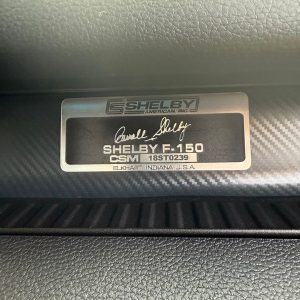 SHELBY
AMERICAN, INC.
Carroll Shelby
SHELBY F-150
CSM 18ST0239
ELKHART, INDIANA, U.S.A.